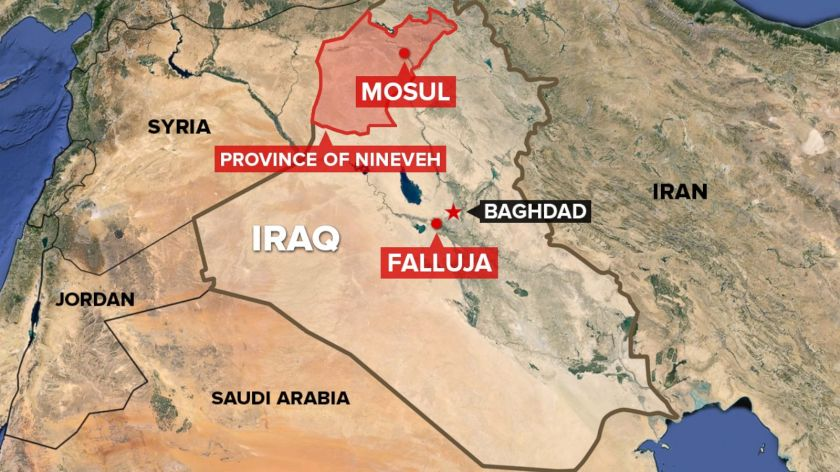 MOSUL
SYRIA
PROVINCE OF NINEVEH
IRAN
BAGHDAD
IRAQ
FALLUJA
JORDAN
SAUDI ARABIA